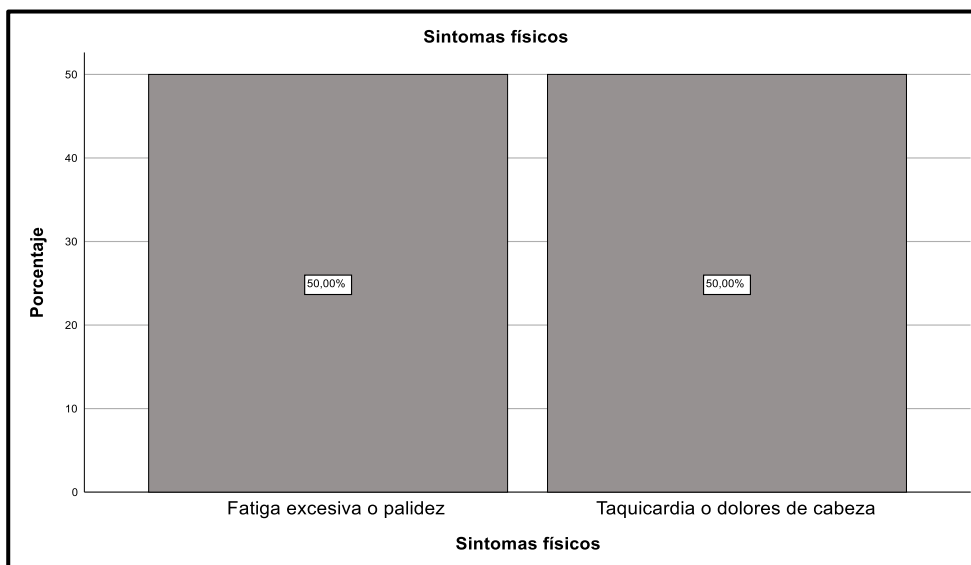 Sintomas físicos
50
40
30
20
10
0
Porcentaje
50,00%
50,00%
Fatiga excesiva o palidez
Taquicardia o dolores de cabeza
Sintomas físicos